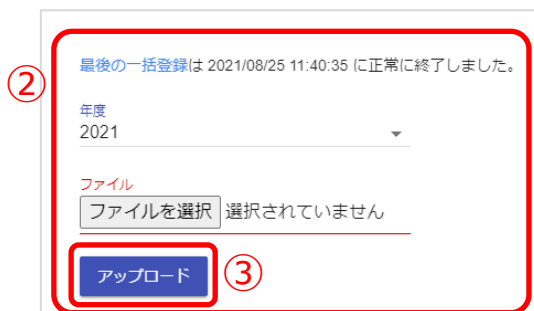 最後の一括登録は 2021/08/25 11:40:35 に正常に終了しました。
②
年度
2021
ファイル
ファイルを選択 選択されていません
アップロード ③